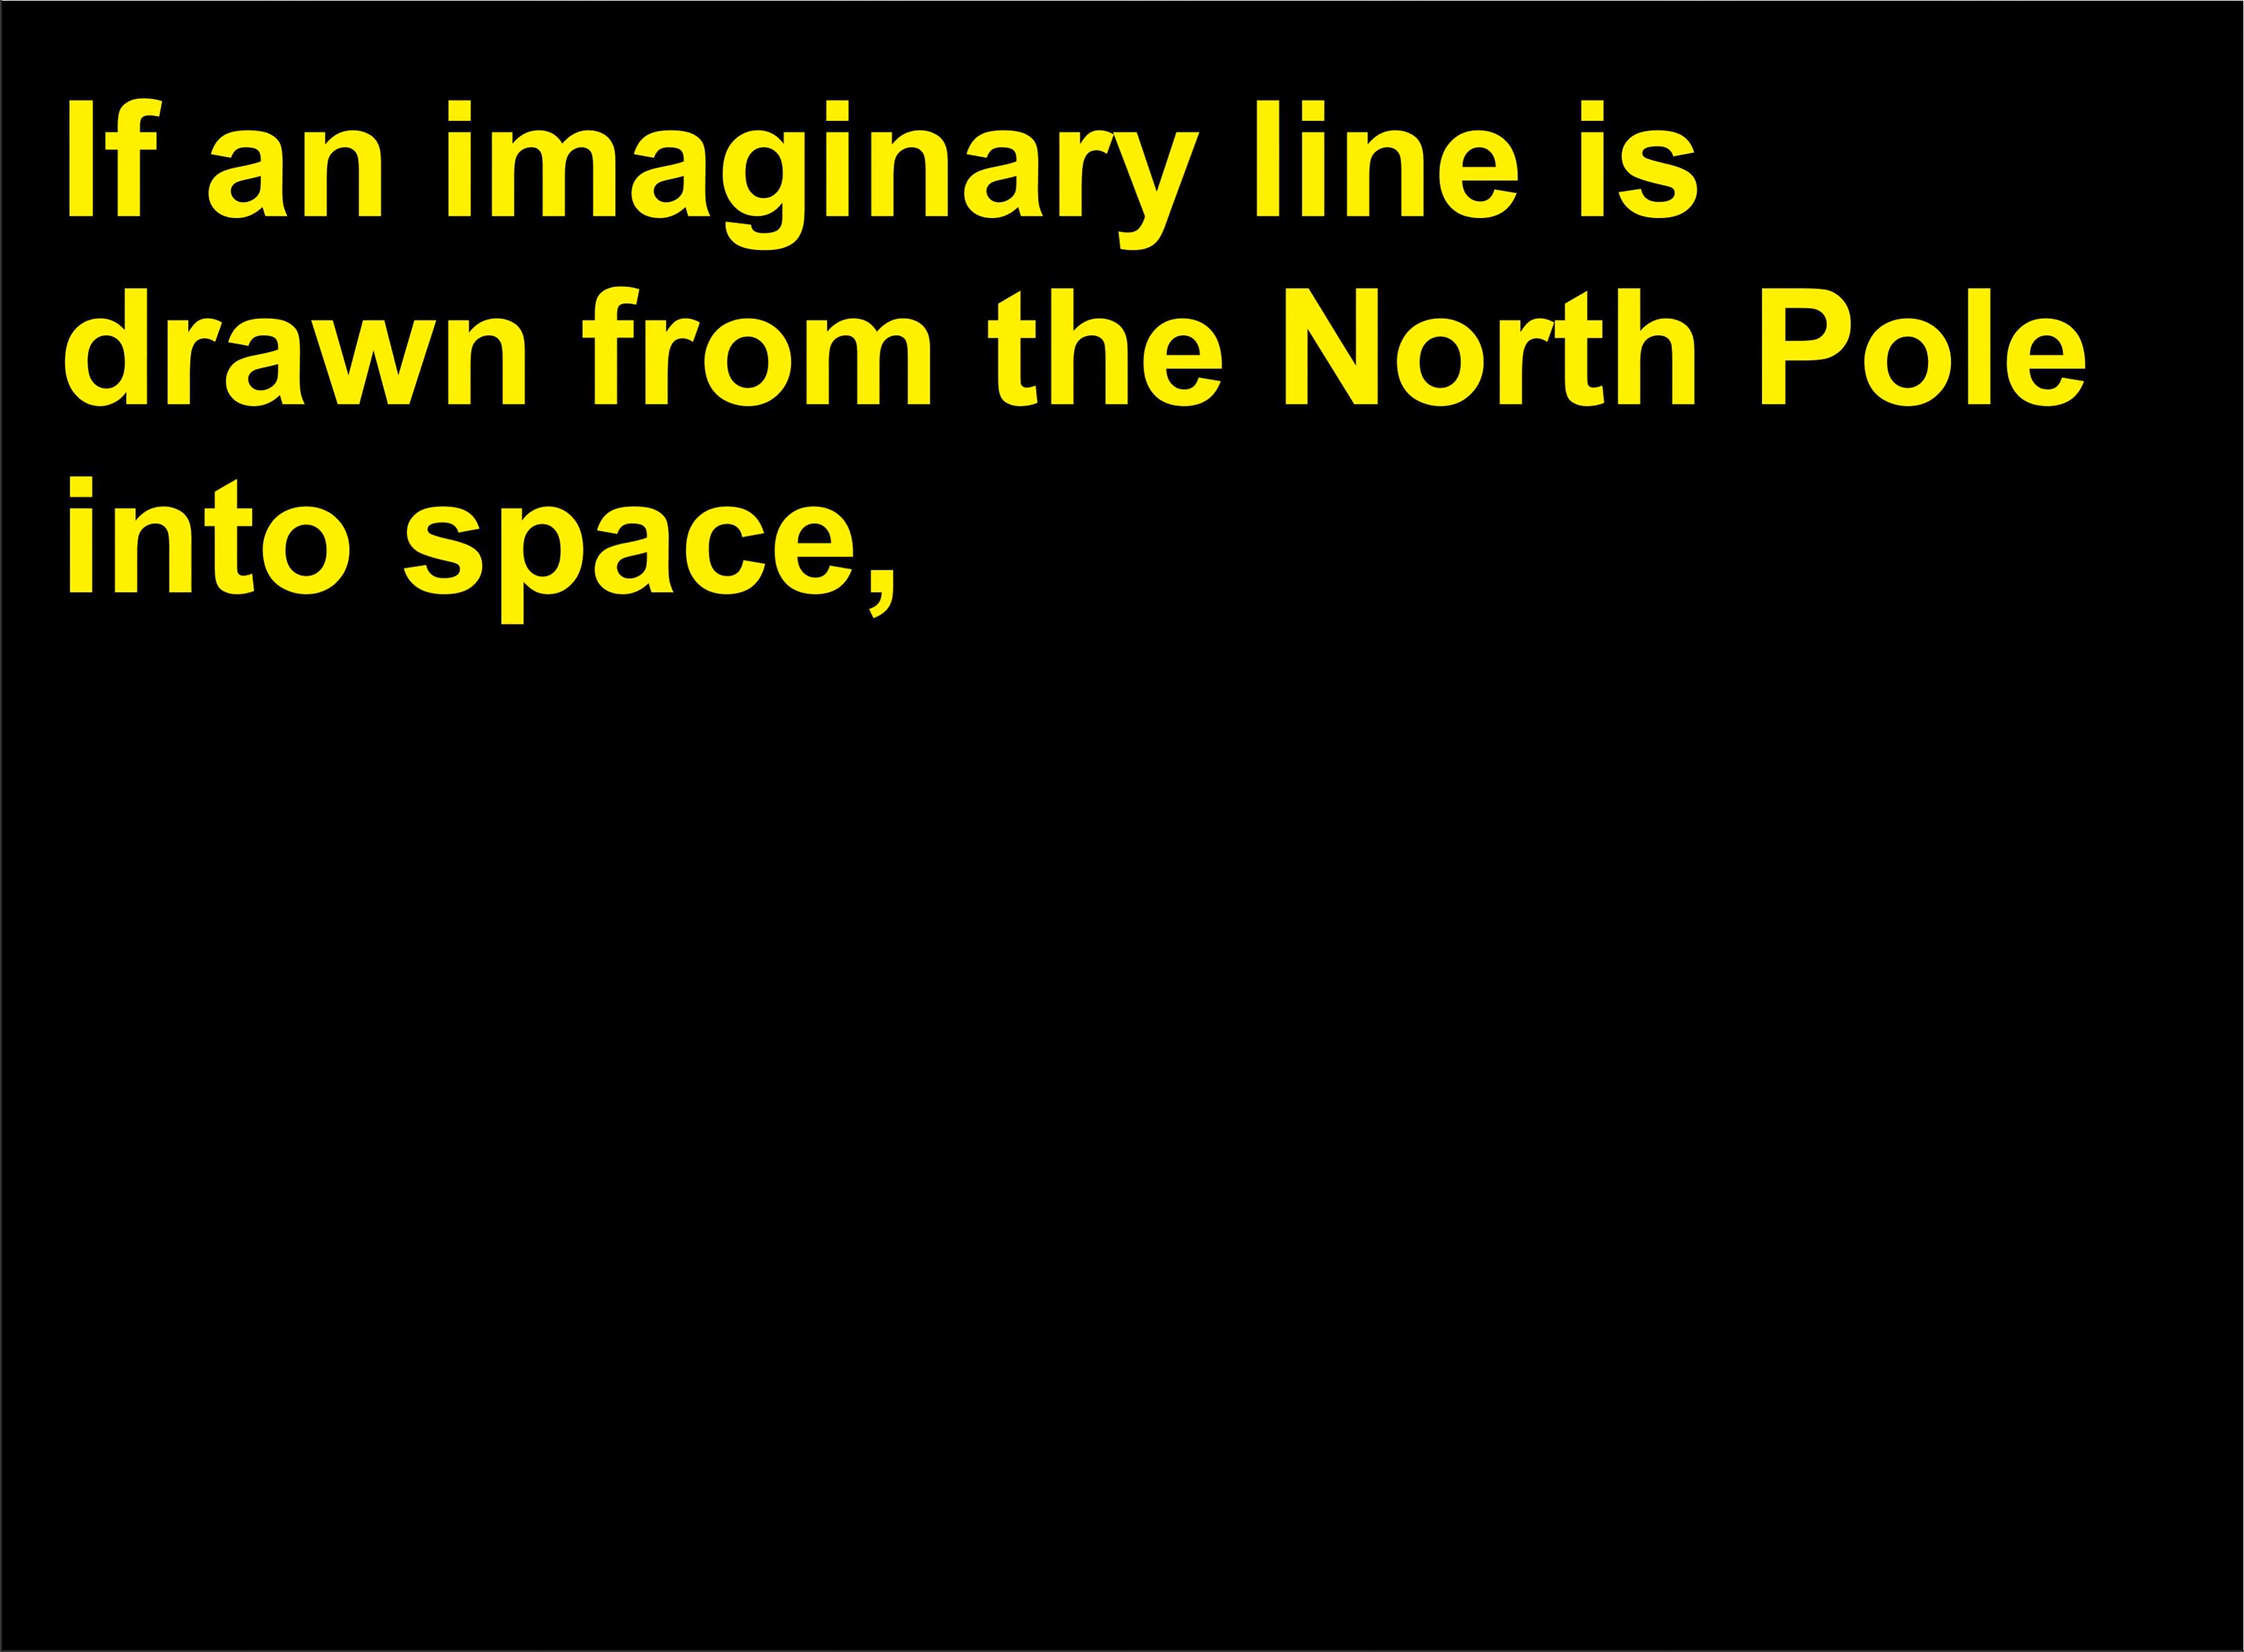 If an imaginary line is
drawn from the North Pole
into space,